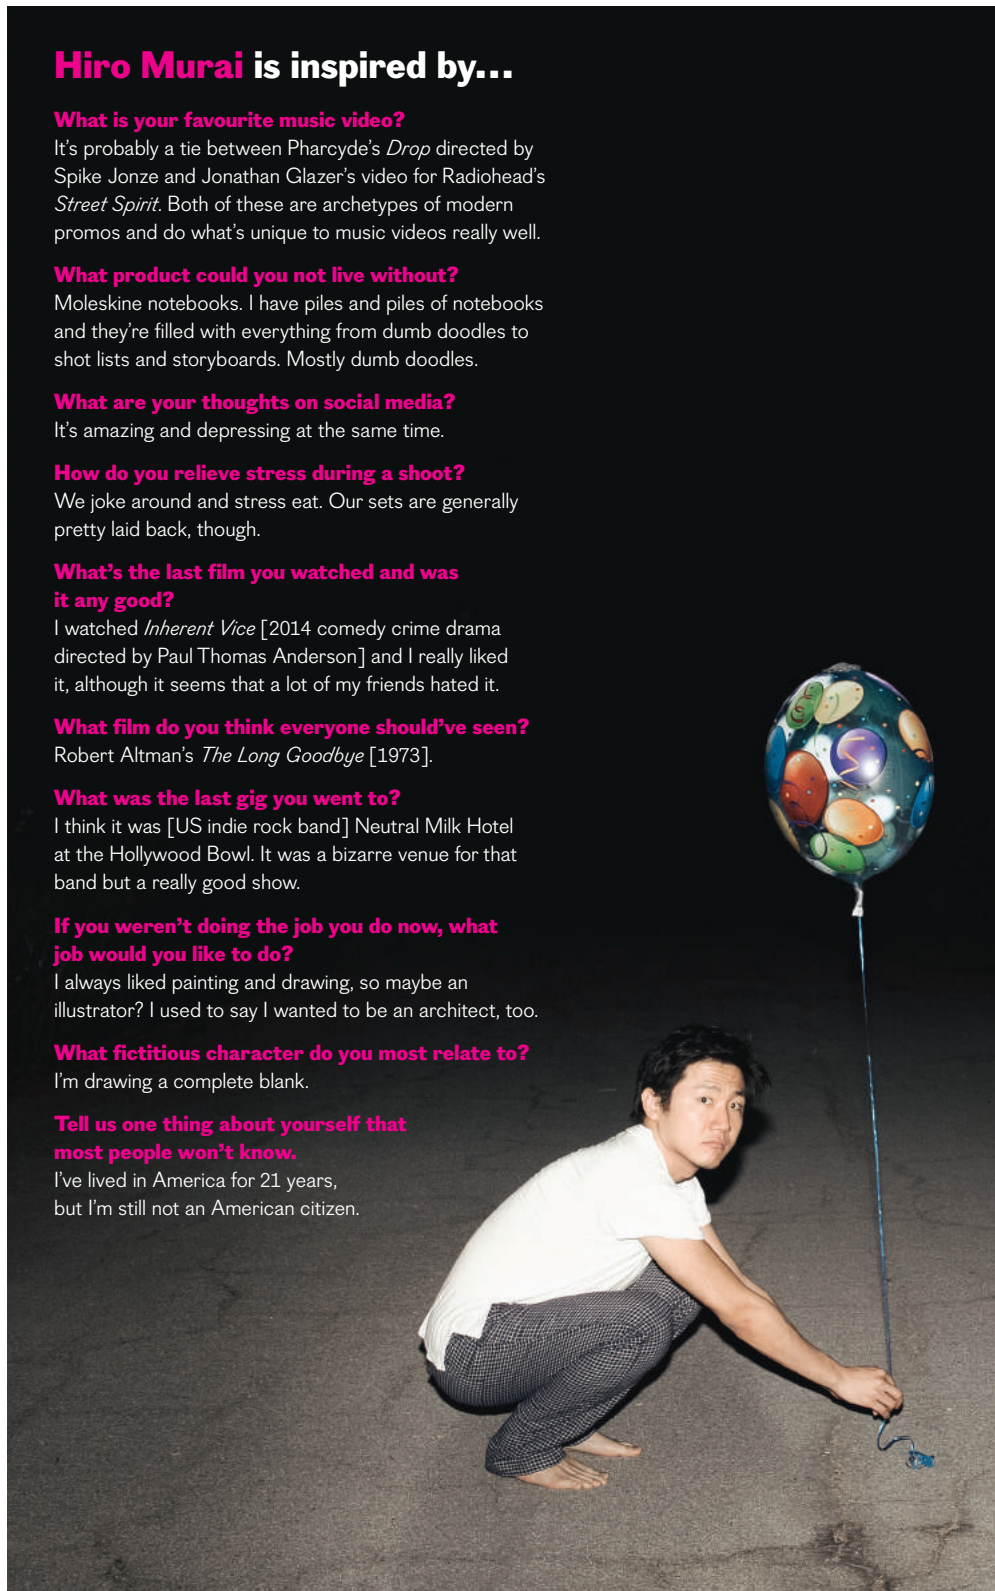 Hiro Murai is inspired by...
What is your favourite music video?
It’s probably a tie between Pharcyde’s Drop directed by
Spike Jonze and Jonathan Glazer’s video for Radiohead’s
Street Spirit. Both of these are archetypes of modern
promos and do what’s unique to music videos really well.
What product could you not live without?
Moleskine notebooks. I have piles and piles of notebooks
and they’re filled with everything from dumb doodles to
shot lists and storyboards. Mostly dumb doodles.
What are your thoughts on social media?
It’s amazing and depressing at the same time.
How do you relieve stress during a shoot?
We joke around and stress eat. Our sets are generally
pretty laid back, though.
What’s the last film you watched and was
it any good?
I watched Inherent Vice [2014 comedy crime drama
directed by Paul Thomas Anderson] and I really liked
it, although it seems that a lot of my friends hated it.
What film do you think everyone should’ve seen?
Robert Altman’s The Long Goodbye [1973].
What was the last gig you went to?
I think it was [US indie rock band] Neutral Milk Hotel
at the Hollywood Bowl. It was a bizarre venue for that
band but a really good show.
If you weren’t doing the job you do now, what
job would you like to do?
I always liked painting and drawing, so maybe an
illustrator? I used to say I wanted to be an architect, too.
What fictitious character do you most relate to?
I’m drawing a complete blank.
Tell us one thing about yourself that
most people won’t know.
I’ve lived in America for 21 years,
but I’m still not an American citizen.